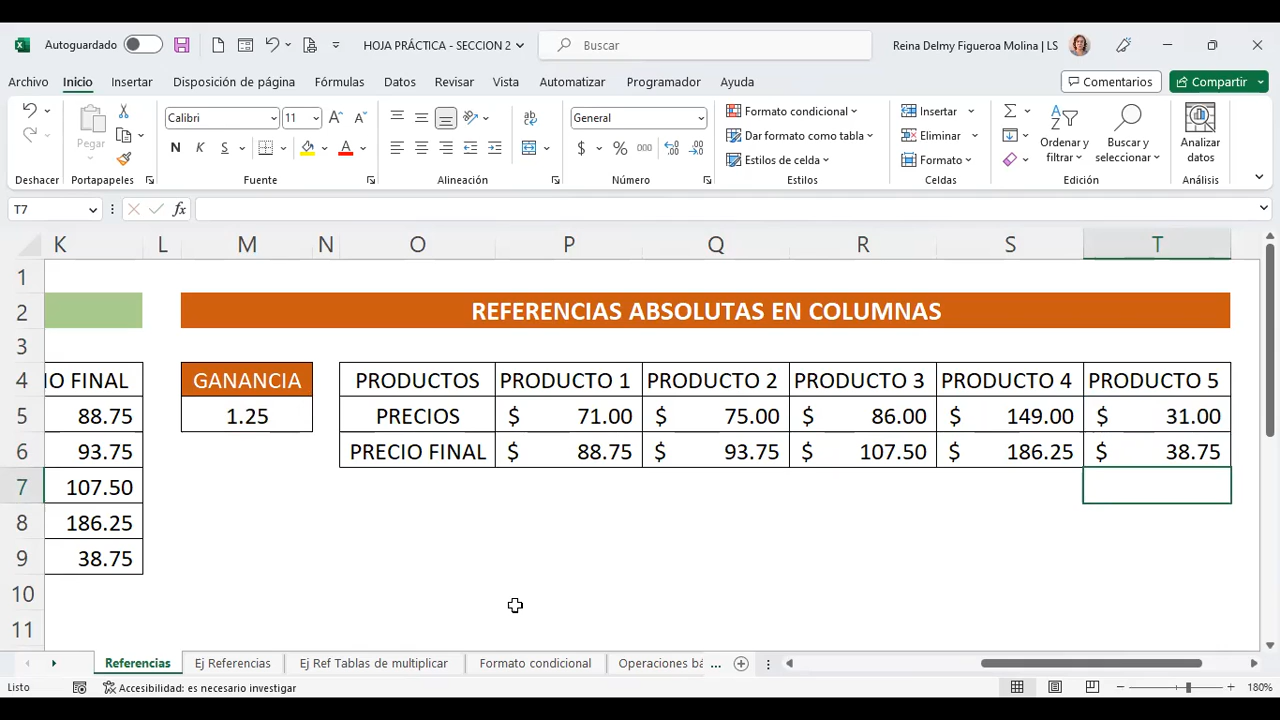 Autoguardado HOJA PRÁCTICA - SECCION 2 Buscar Reina Delmy Figueroa Molina | LS
Archivo Inicio Insertar Disposición de página Fórmulas Datos Revisar Vista Automatizar Programador Ayuda Comentarios Compartir
Pegar
Calibri 11
N K S
ab
General
$ % 000
Formato condicional
Dar formato como tabla
Estilos de celda
Insertar
Eliminar
Formato
Ordenar y filtrar
Buscar y seleccionar
Analizar datos
Deshacer Portapapeles Fuente Alineación Número Estilos Celdas Edición Análisis
T7 fx
K L M N O P Q R S T
1
2 REFERENCIAS ABSOLUTAS EN COLUMNAS
3
4 IO FINAL GANANCIA PRODUCTOS PRODUCTO 1 PRODUCTO 2 PRODUCTO 3 PRODUCTO 4 PRODUCTO 5
5 88.75 1.25 PRECIOS $ 71.00 $ 75.00 $ 86.00 $ 149.00 $ 31.00
6 93.75 PRECIO FINAL $ 88.75 $ 93.75 $ 107.50 $ 186.25 $ 38.75
7 107.50
8 186.25
9 38.75
10
11
Referencias Ej Referencias Ej Ref Tablas de multiplicar Formato condicional Operaciones bá ...
Listo Accesibilidad: es necesario investigar 180%